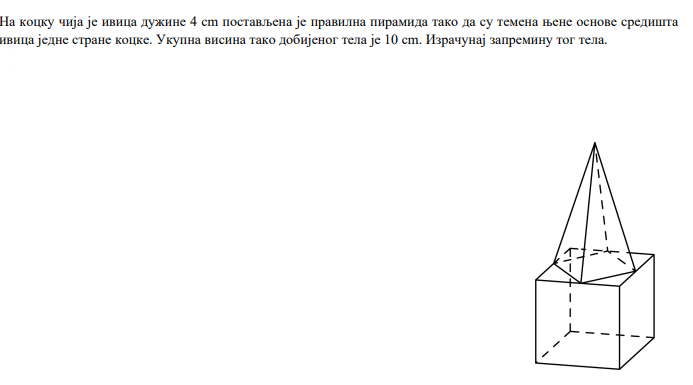 На коцку чија је ивица дужине 4 cm постављена је правилна пирамида тако да су темена њене основе средишта
ивица једне стране коцке. Укупна висина тако добијеног тела је 10 cm. Израчунај запремину тог тела.